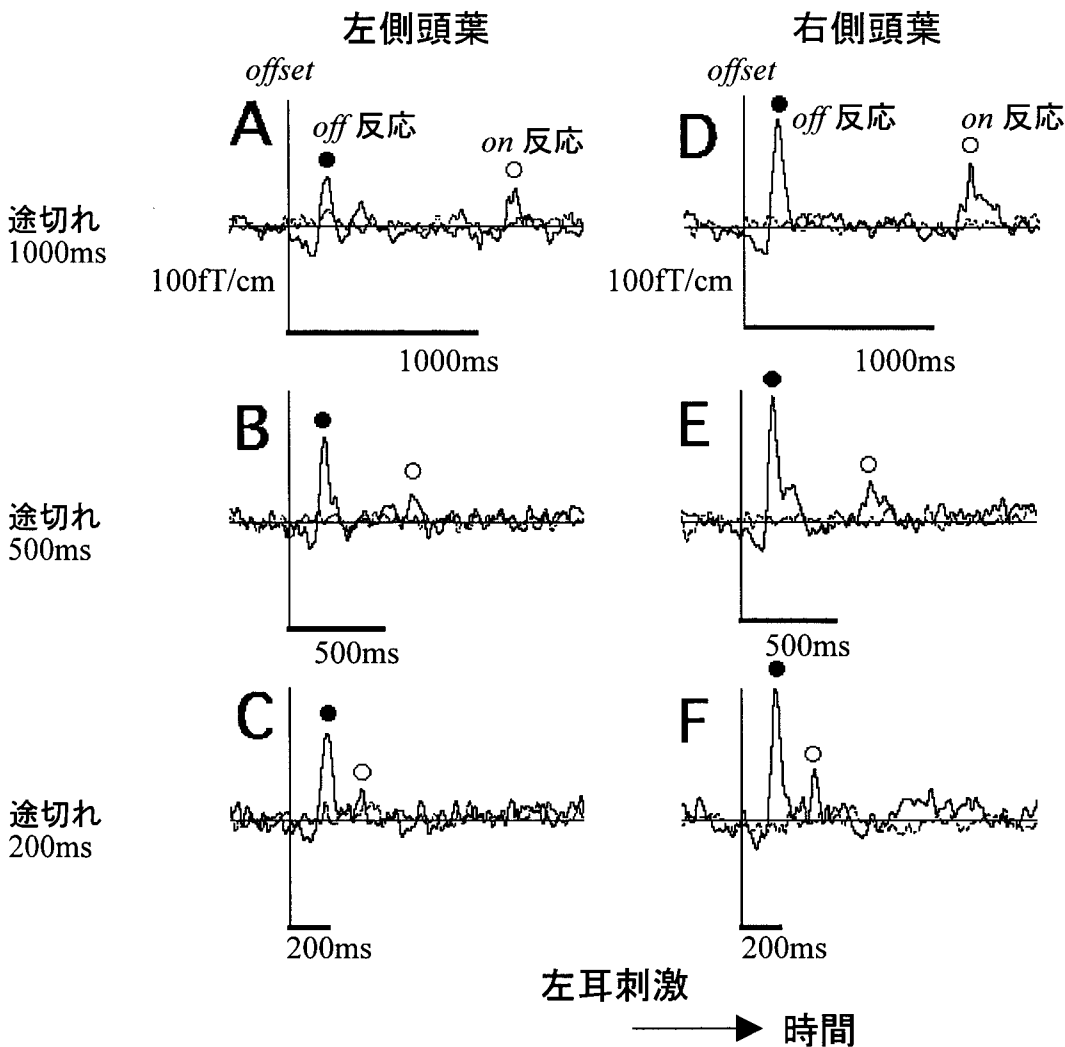 左側頭葉
右側頭葉
offset
offset
A
off 反応
on 反応
D
off 反応
on 反応
途切れ
1000ms
100fT/cm
100fT/cm
1000ms
1000ms
B
E
途切れ
500ms
500ms
500ms
C
F
途切れ
200ms
200ms
200ms
左耳刺激
時間